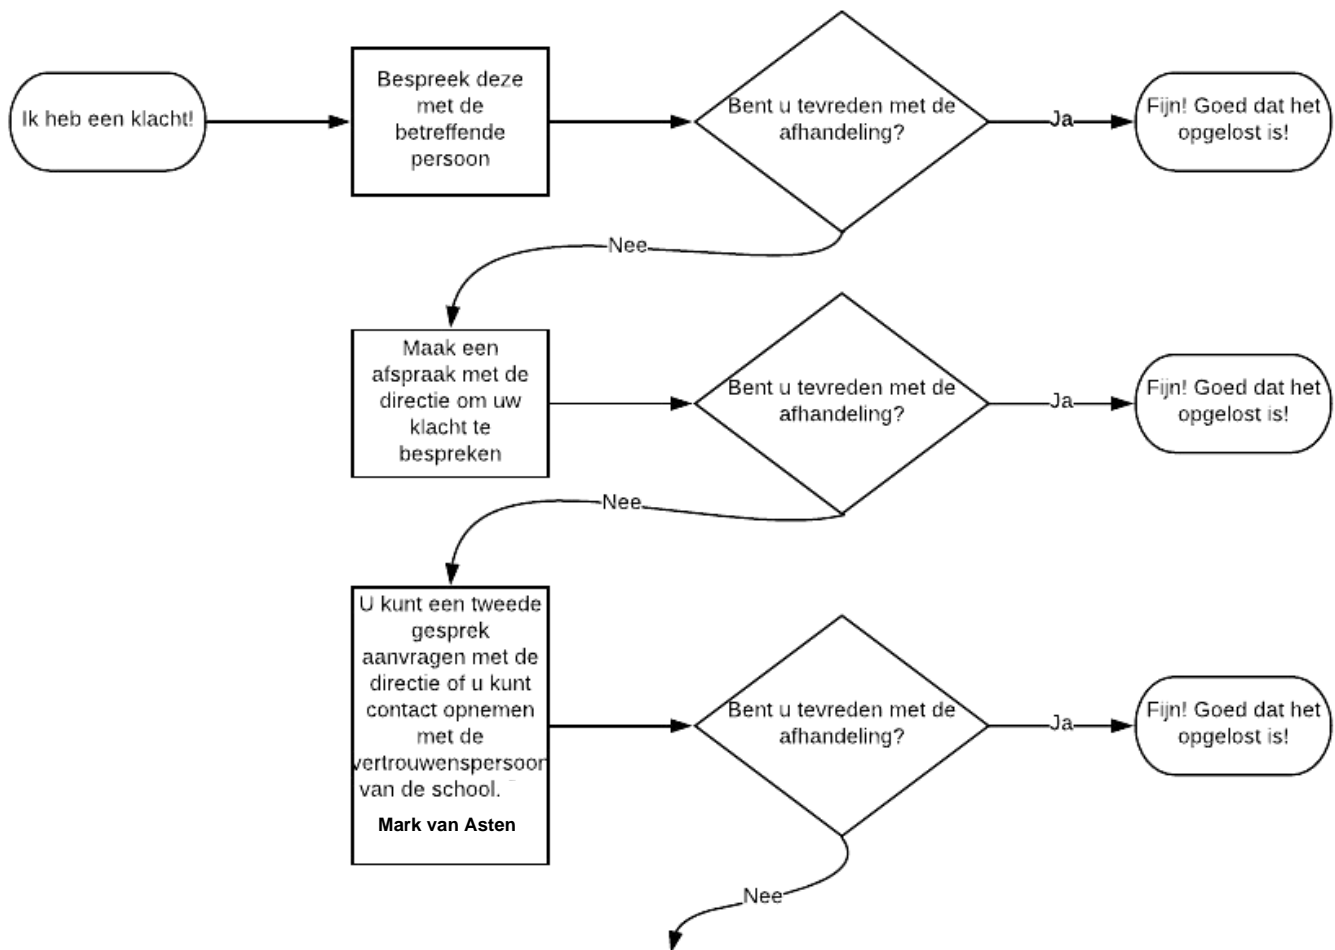 Ik heb een klacht!
Bespreek deze
met de
betreffende
persoon
Bent u tevreden met de
afhandeling?
Ja
Fijn! Goed dat het
opgelost is!
Nee
Maak een
afspraak met de
directie om uw
klacht te
bespreken
Bent u tevreden met de
afhandeling?
Ja
Fijn! Goed dat het
opgelost is!
Nee
U kunt een tweede
gesprek
aanvragen met de
directie of u kunt
contact opnemen
met de
vertrouwenspersoon
van de school.
Mark van Asten
Bent u tevreden met de
afhandeling?
Ja
Fijn! Goed dat het
opgelost is!
Nee